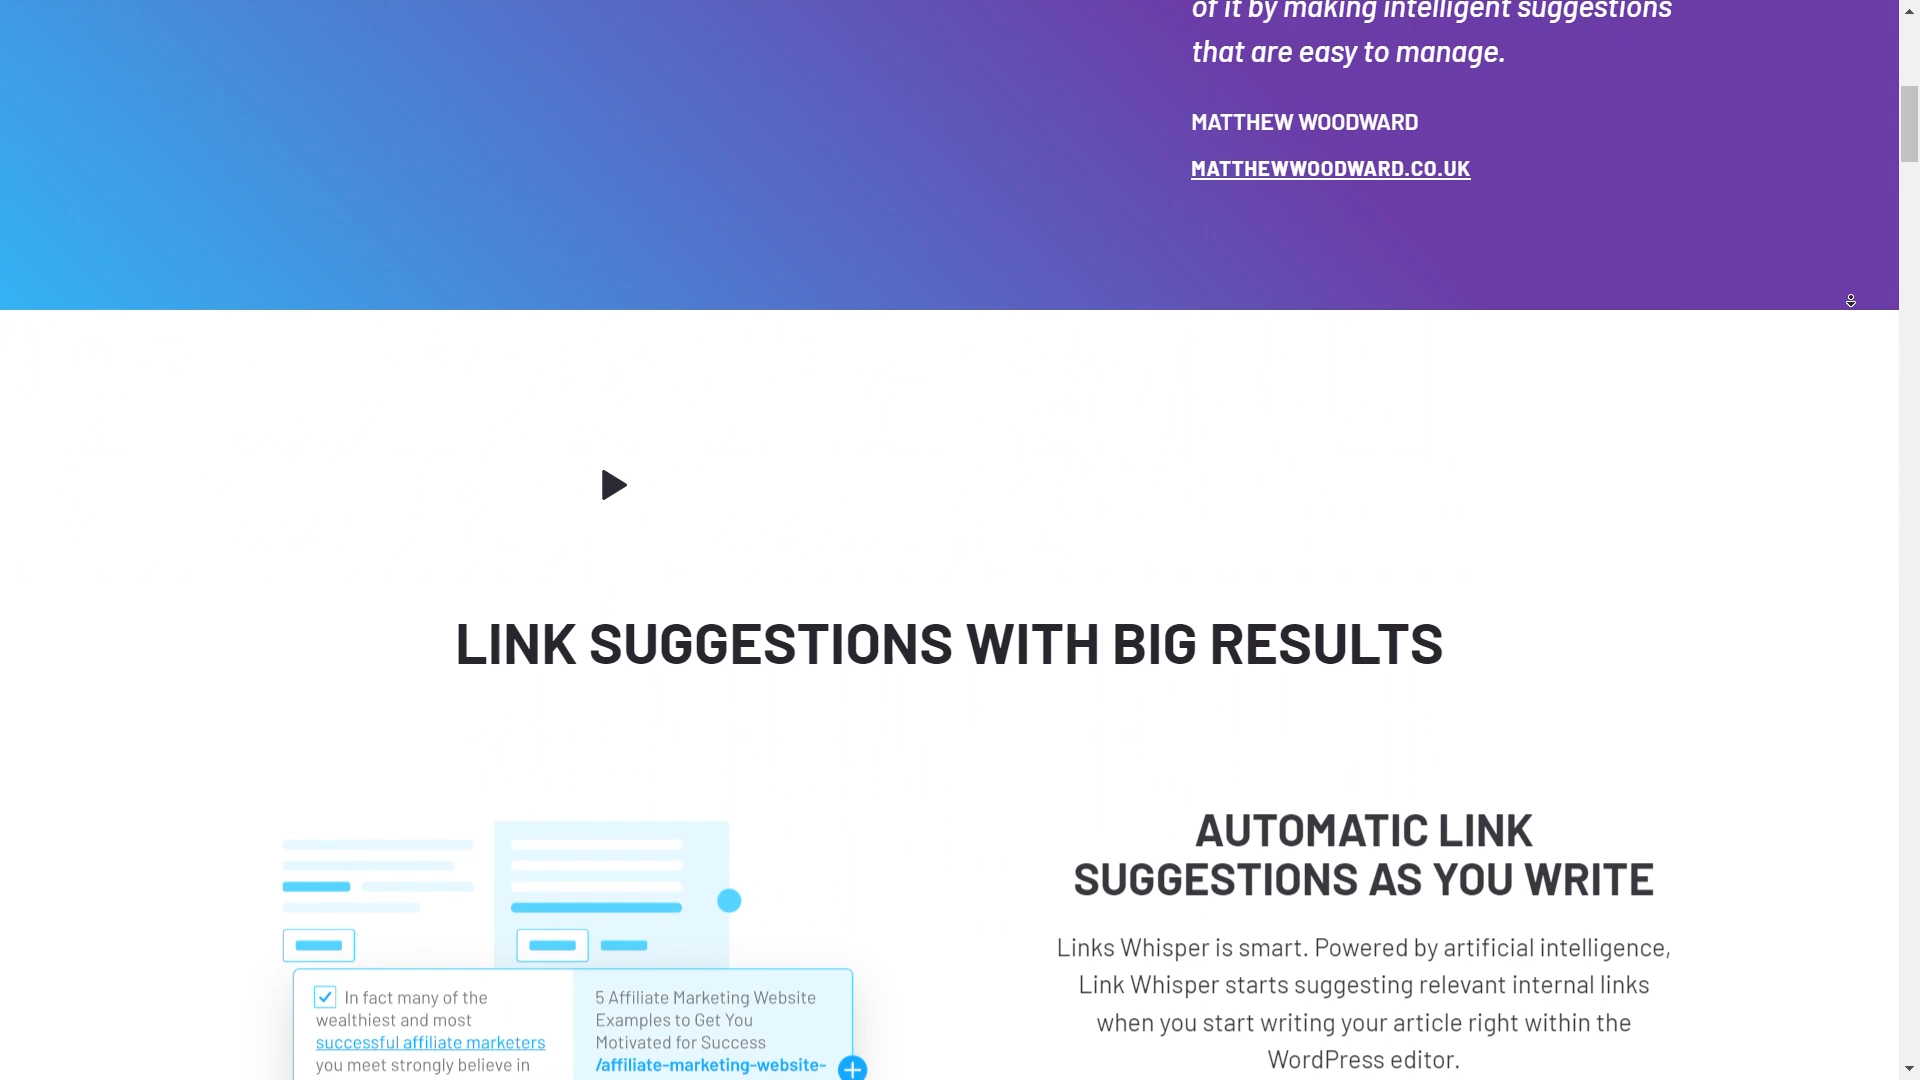 of it by making intelligent suggestions
that are easy to manage.
MATTHEW WOODWARD
MATTHEWWOODWARD.CO.UK
LINK SUGGESTIONS WITH BIG RESULTS
AUTOMATIC LINK
SUGGESTIONS AS YOU WRITE
Links Whisper is smart. Powered by artificial intelligence,
Link Whisper starts suggesting relevant internal links
when you start writing your article right within the
WordPress editor.
In fact many of the
wealthiest and most
successful affiliate marketers
you meet strongly believe in
5 Affiliate Marketing Website
Examples to Get You
Motivated for Success
/affiliate-marketing-website-